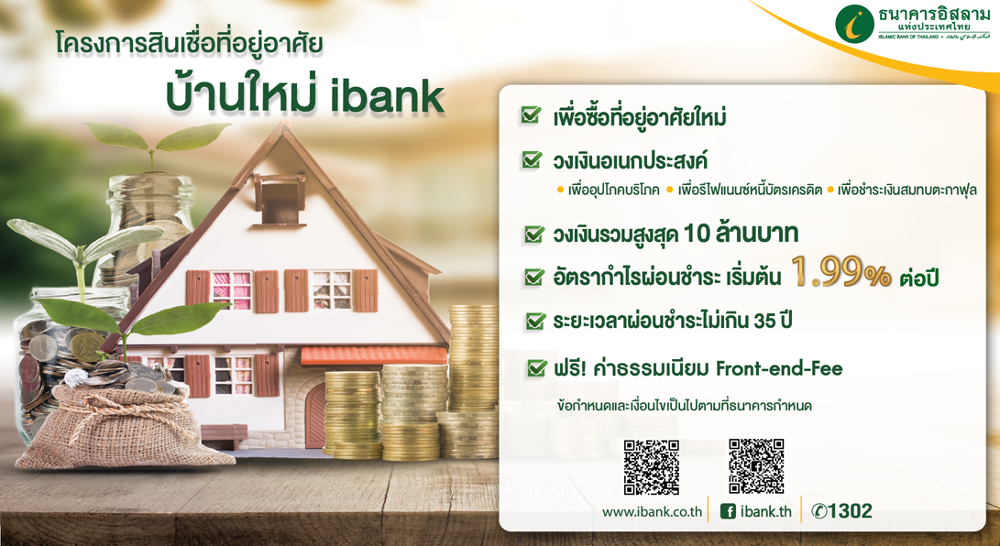 โครงการสินเชื่อที่อยู่อาศัย
บ้านใหม่ ibank
ธนาคารอิสลาม
แห่งประเทศไทย
ISLAMIC BANK OF THAILAND •
เพื่อซื้อที่อยู่อาศัยใหม่
วงเงินอเนกประสงค์
• เพื่ออุปโภคบริโภค • เพื่อรีไฟแนนซ์หนี้บัตรเครดิต • เพื่อชำระเงินสมทบตะกาฟุล
วงเงินรวมสูงสุด 10 ล้านบาท
อัตรากำไรผ่อนชำระ เริ่มต้น 1.99% ต่อปี
ระยะเวลาผ่อนชำระไม่เกิน 35 ปี
ฟรี! ค่าธรรมเนียม Front-end-Fee
ข้อกำหนดและเงื่อนไขเป็นไปตามที่ธนาคารกำหนด
www.ibank.co.th ibank.th 1302